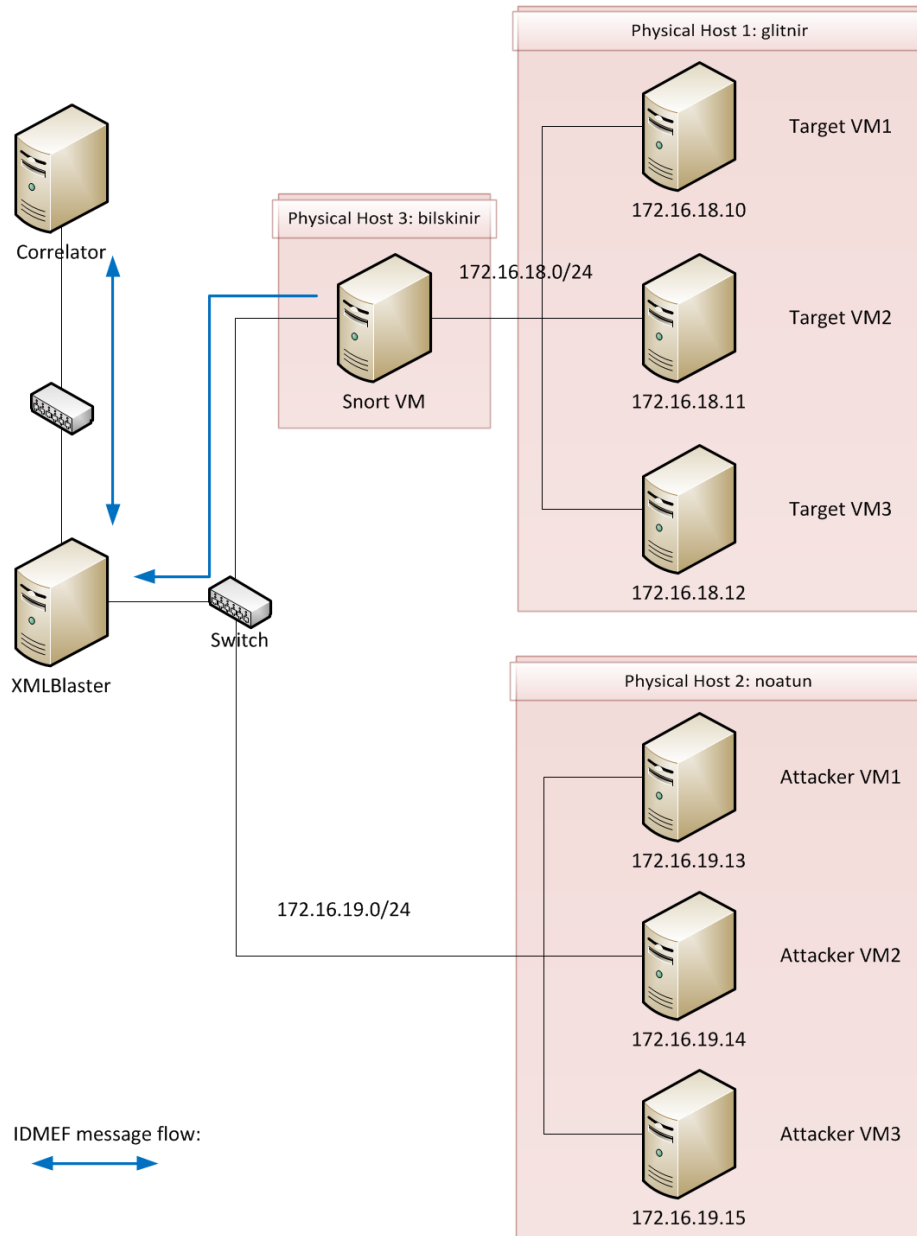 Physical Host 1: glitnir
Target VM1
172.16.18.10
Target VM2
172.16.18.11
Target VM3
172.16.18.12
Correlator
Physical Host 3: bilskinir
172.16.18.0/24
Snort VM
Switch
XMLBlaster
Physical Host 2: noatun
Attacker VM1
172.16.19.13
172.16.19.0/24
Attacker VM2
172.16.19.14
Attacker VM3
172.16.19.15
IDMEF message flow: